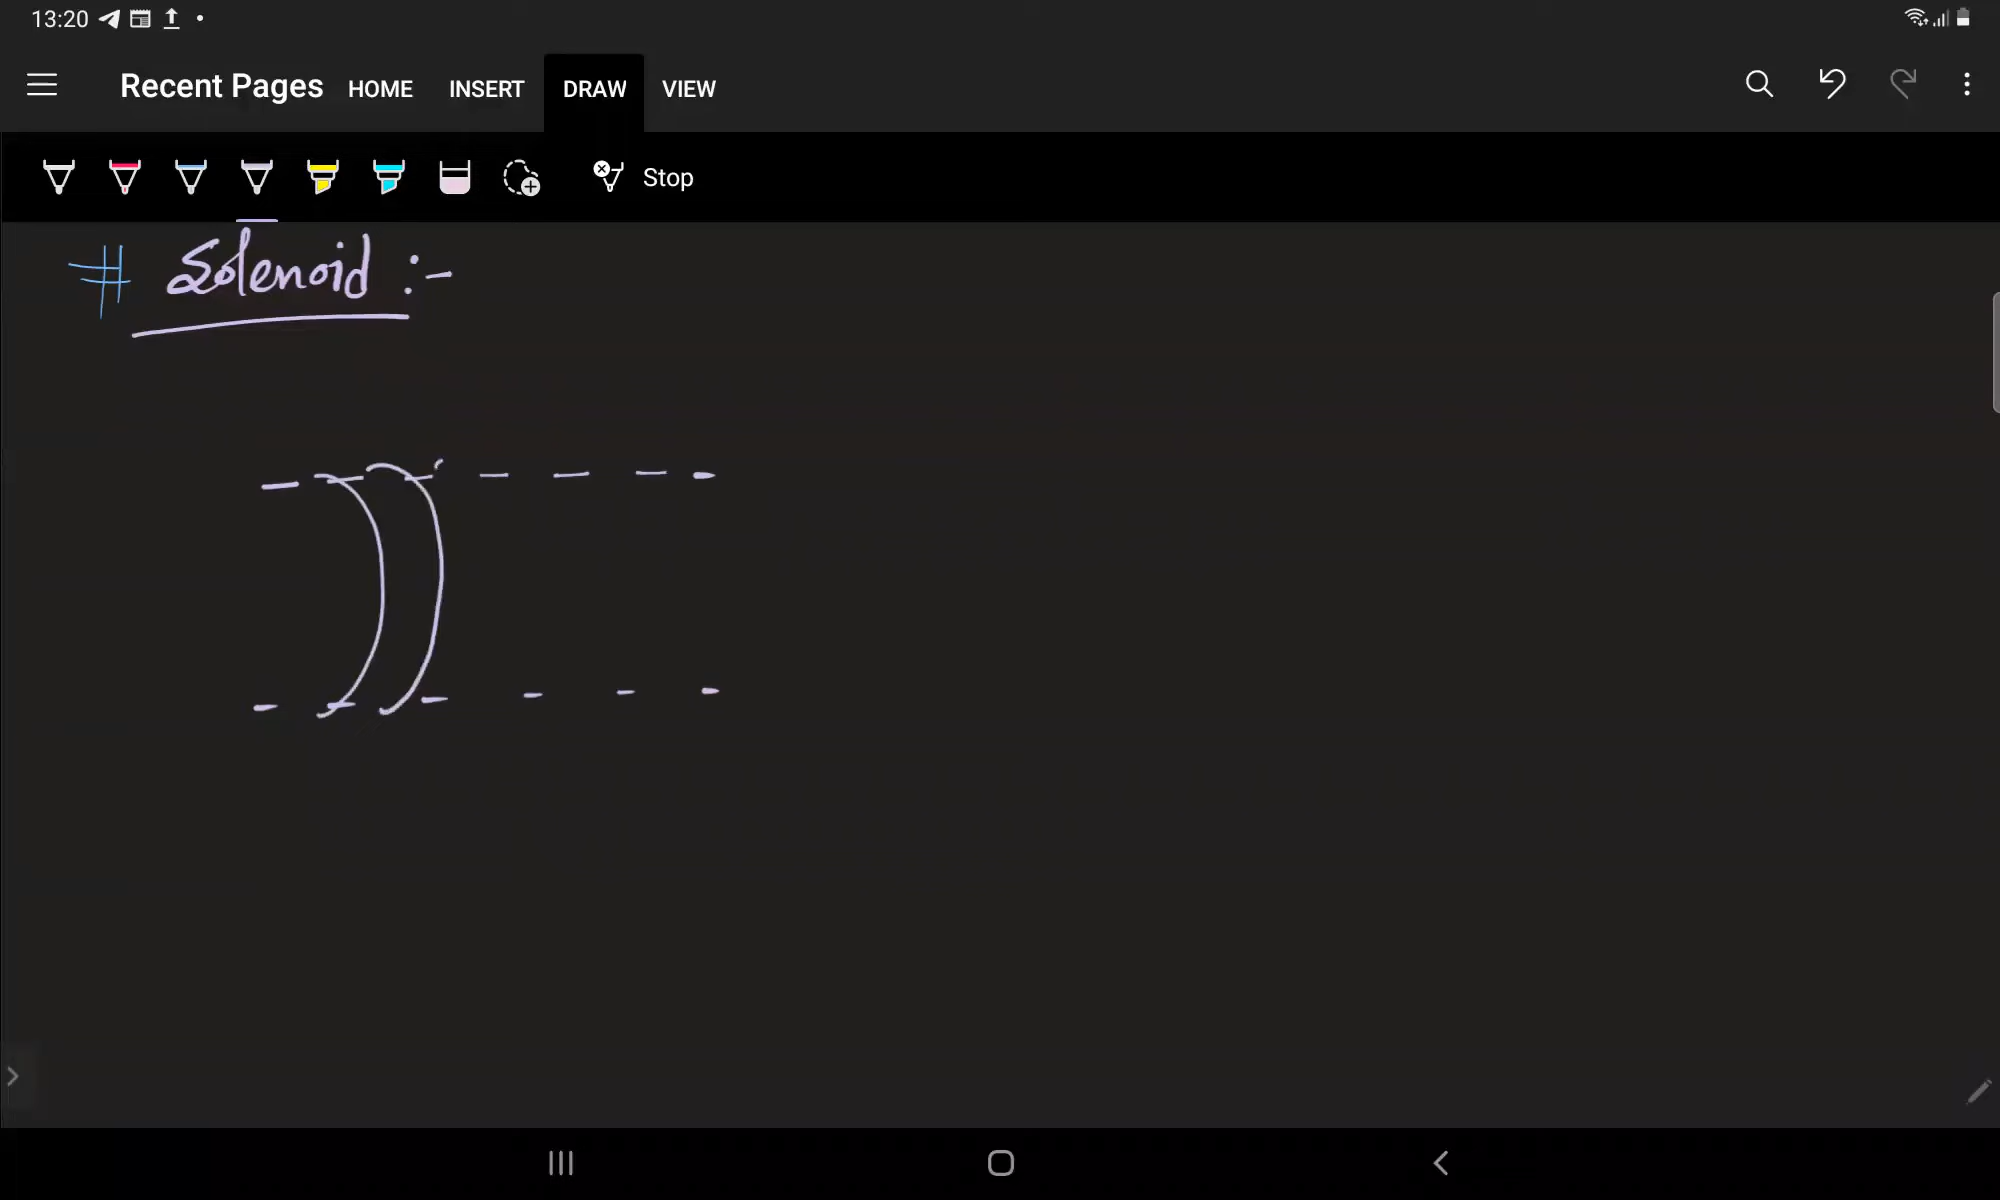 13:20
Recent Pages HOME INSERT DRAW VIEW
Stop
# Solenoid :-